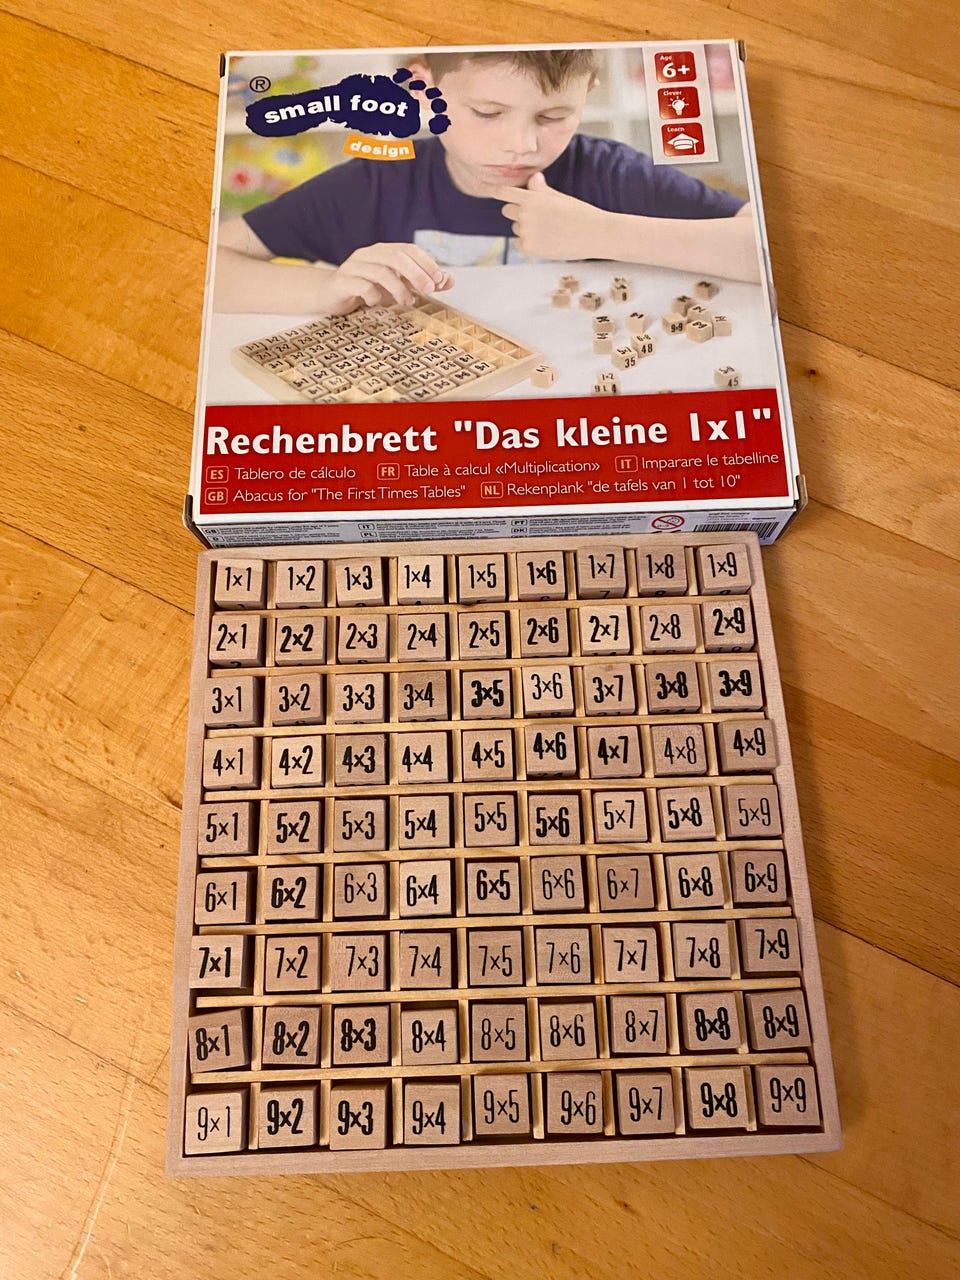 ®
small foot
design
Age
6+
Clever
Learn
Rechenbrett "Das kleine 1x1"
ES Tablero de cálculo FR Table à calcul «Multiplication» IT Imparare le tabelline
GB Abacus for "The First Times Tables" NL Rekenplank "de tafels van 1 tot 10"
1×1 1×2 1×3 1×4 1×5 1×6 1×7 1×8 1×9
2×1 2×2 2×3 2×4 2×5 2×6 2×7 2×8 2×9
3×1 3×2 3×3 3×4 3×5 3×6 3×7 3×8 3×9
4×1 4×2 4×3 4×4 4×5 4×6 4×7 4×8 4×9
5×1 5×2 5×3 5×4 5×5 5×6 5×7 5×8 5×9
6×1 6×2 6×3 6×4 6×5 6×6 6×7 6×8 6×9
7×1 7×2 7×3 7×4 7×5 7×6 7×7 7×8 7×9
8×1 8×2 8×3 8×4 8×5 8×6 8×7 8×8 8×9
9×1 9×2 9×3 9×4 9×5 9×6 9×7 9×8 9×9